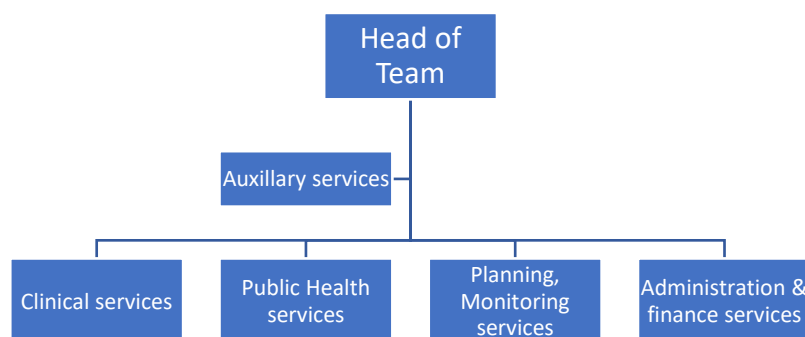 Head of
Team
Auxillary services
Clinical services
Public Health
services
Planning,
Monitoring
services
Administration &
finance services